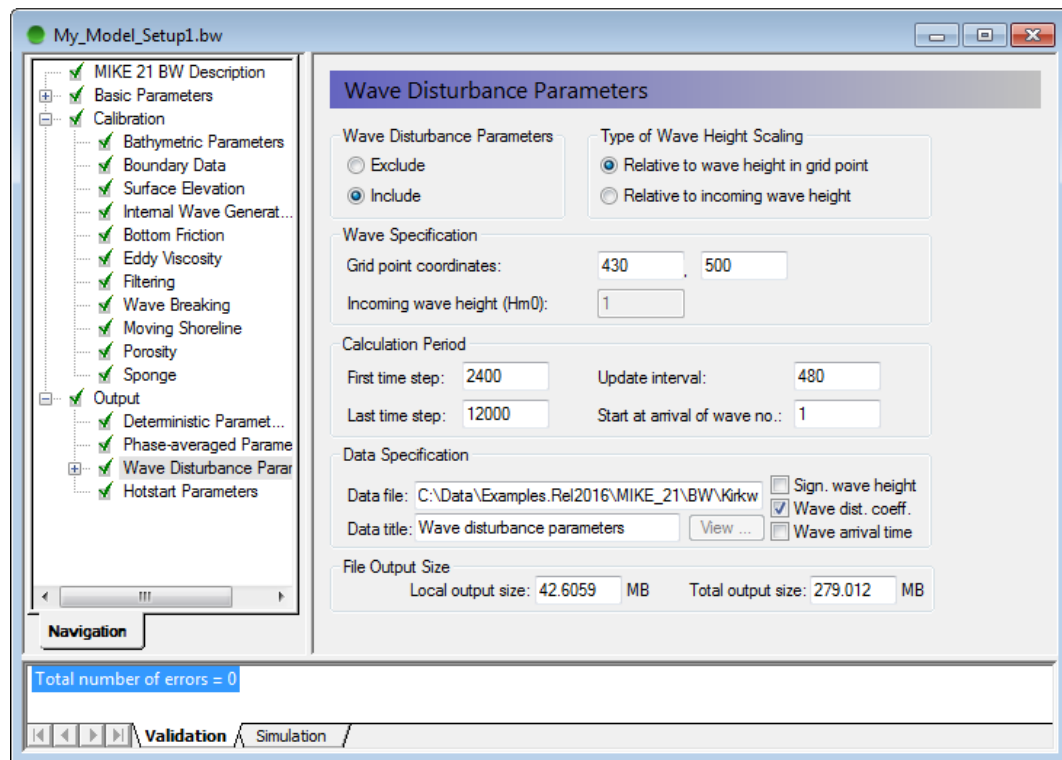 My_Model_Setup1.bw
MIKE 21 BW Description
Basic Parameters
Calibration
Bathymetric Parameters
Boundary Data
Surface Elevation
Internal Wave Generat...
Bottom Friction
Eddy Viscosity
Filtering
Wave Breaking
Moving Shoreline
Porosity
Sponge
Output
Deterministic Paramet...
Phase-averaged Parame
Wave Disturbance Parar
Hotstart Parameters
Navigation
Wave Disturbance Parameters
Wave Disturbance Parameters
Exclude
Include
Type of Wave Height Scaling
Relative to wave height in grid point
Relative to incoming wave height
Wave Specification
Grid point coordinates: 430 , 500
Incoming wave height (Hm0): 1
Calculation Period
First time step: 2400 Update interval: 480
Last time step: 12000 Start at arrival of wave no.: 1
Data Specification
Data file: C:\Data\Examples.Rel2016\MIKE_21\BW\Kirkw
Data title: Wave disturbance parameters View ...
Sign. wave height
Wave dist. coeff.
Wave arrival time
File Output Size
Local output size: 42.6059 MB Total output size: 279.012 MB
Total number of errors = 0
Validation Simulation